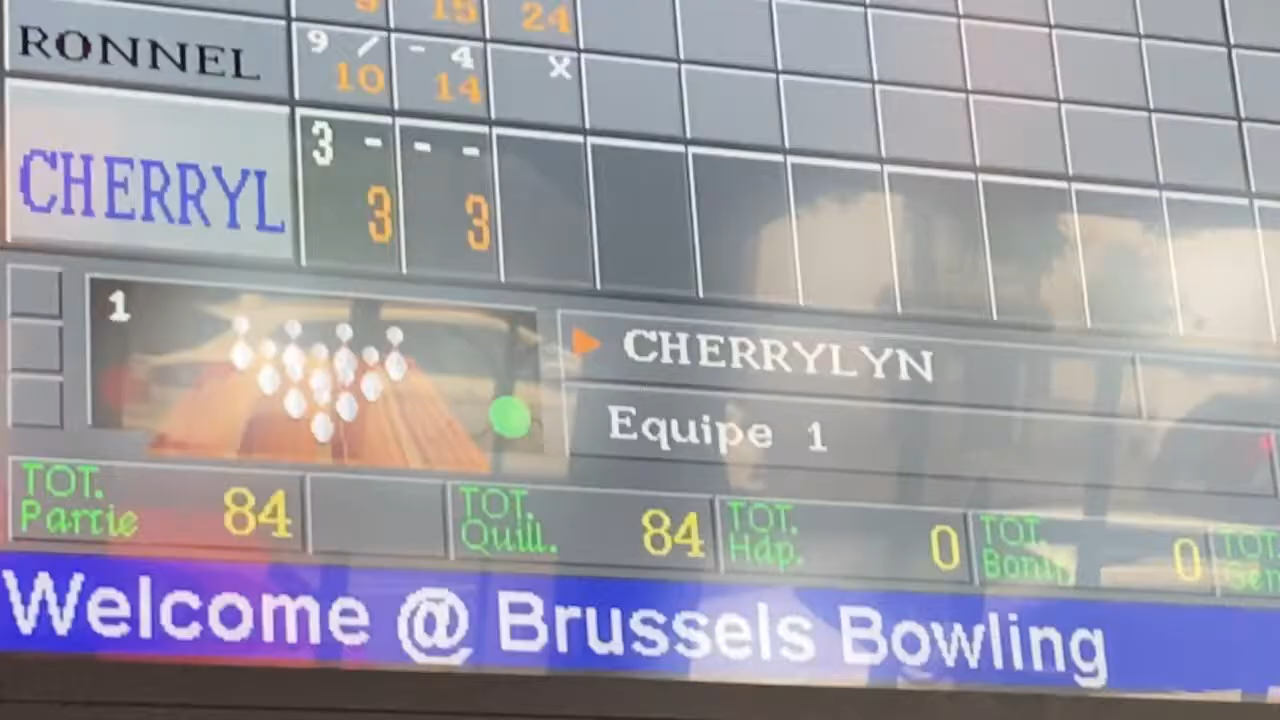 9 15 24
RONNEL 9 / - 4 X
10 14
CHERRYL 3 - - -
3 3
1
CHERRYLYN
Equipe 1
TOT. Partie 84 TOT. Quill. 84 TOT. Hdp. 0 TOT. 0 TOT.
Welcome @ Brussels Bowling